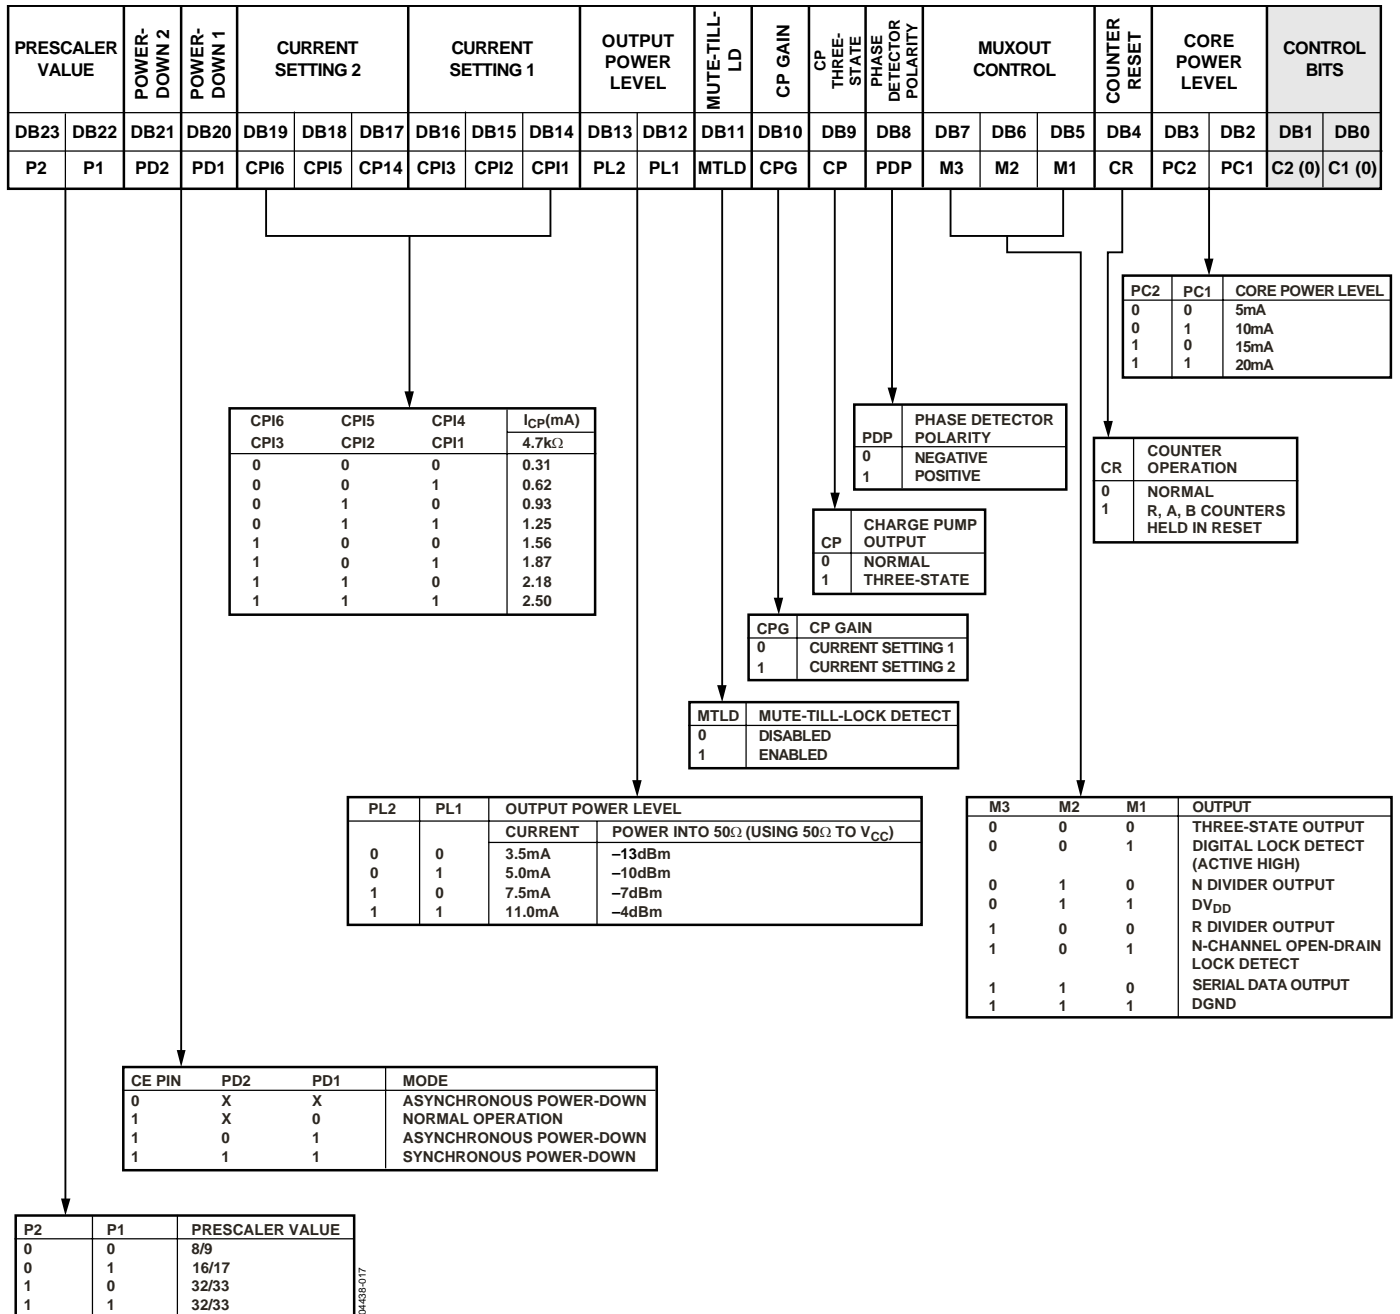 PRESCALER VALUE
POWER-DOWN 2
POWER-DOWN 1
CURRENT SETTING 2
CURRENT SETTING 1
OUTPUT POWER LEVEL
MUTE-TILL-LD
CP GAIN
CP THREE-STATE
PHASE DETECTOR POLARITY
MUXOUT CONTROL
COUNTER RESET
CORE POWER LEVEL
CONTROL BITS
DB23 DB22 DB21 DB20 DB19 DB18 DB17 DB16 DB15 DB14 DB13 DB12 DB11 DB10 DB9 DB8 DB7 DB6 DB5 DB4 DB3 DB2 DB1 DB0
P2 P1 PD2 PD1 CPI6 CPI5 CP14 CPI3 CPI2 CPI1 PL2 PL1 MTLD CPG CP PDP M3 M2 M1 CR PC2 PC1 C2 (0) C1 (0)
PC2 PC1 CORE POWER LEVEL
0 0 5mA
0 1 10mA
1 0 15mA
1 1 20mA
CPI6 CPI5 CPI4 ICP(mA)
CPI3 CPI2 CPI1 4.7kΩ
0 0 0 0.31
0 0 1 0.62
0 1 0 0.93
0 1 1 1.25
1 0 0 1.56
1 0 1 1.87
1 1 0 2.18
1 1 1 2.50
PHASE DETECTOR
PDP POLARITY
0 NEGATIVE
1 POSITIVE
COUNTER
CR OPERATION
0 NORMAL
1 R, A, B COUNTERS
HELD IN RESET
CHARGE PUMP
CP OUTPUT
0 NORMAL
1 THREE-STATE
CPG CP GAIN
0 CURRENT SETTING 1
1 CURRENT SETTING 2
MTLD MUTE-TILL-LOCK DETECT
0 DISABLED
1 ENABLED
PL2 PL1 OUTPUT POWER LEVEL
CURRENT POWER INTO 50Ω (USING 50Ω TO VCC)
0 0 3.5mA –13dBm
0 1 5.0mA –10dBm
1 0 7.5mA –7dBm
1 1 11.0mA –4dBm
M3 M2 M1 OUTPUT
0 0 0 THREE-STATE OUTPUT
0 0 1 DIGITAL LOCK DETECT
(ACTIVE HIGH)
0 1 0 N DIVIDER OUTPUT
0 1 1 DVDD
1 0 0 R DIVIDER OUTPUT
1 0 1 N-CHANNEL OPEN-DRAIN
LOCK DETECT
1 1 0 SERIAL DATA OUTPUT
1 1 1 DGND
CE PIN PD2 PD1 MODE
0 X X ASYNCHRONOUS POWER-DOWN
1 X 0 NORMAL OPERATION
1 0 1 ASYNCHRONOUS POWER-DOWN
1 1 1 SYNCHRONOUS POWER-DOWN
P2 P1 PRESCALER VALUE
0 0 8/9
0 1 16/17
1 0 32/33
1 1 32/33
04438-017